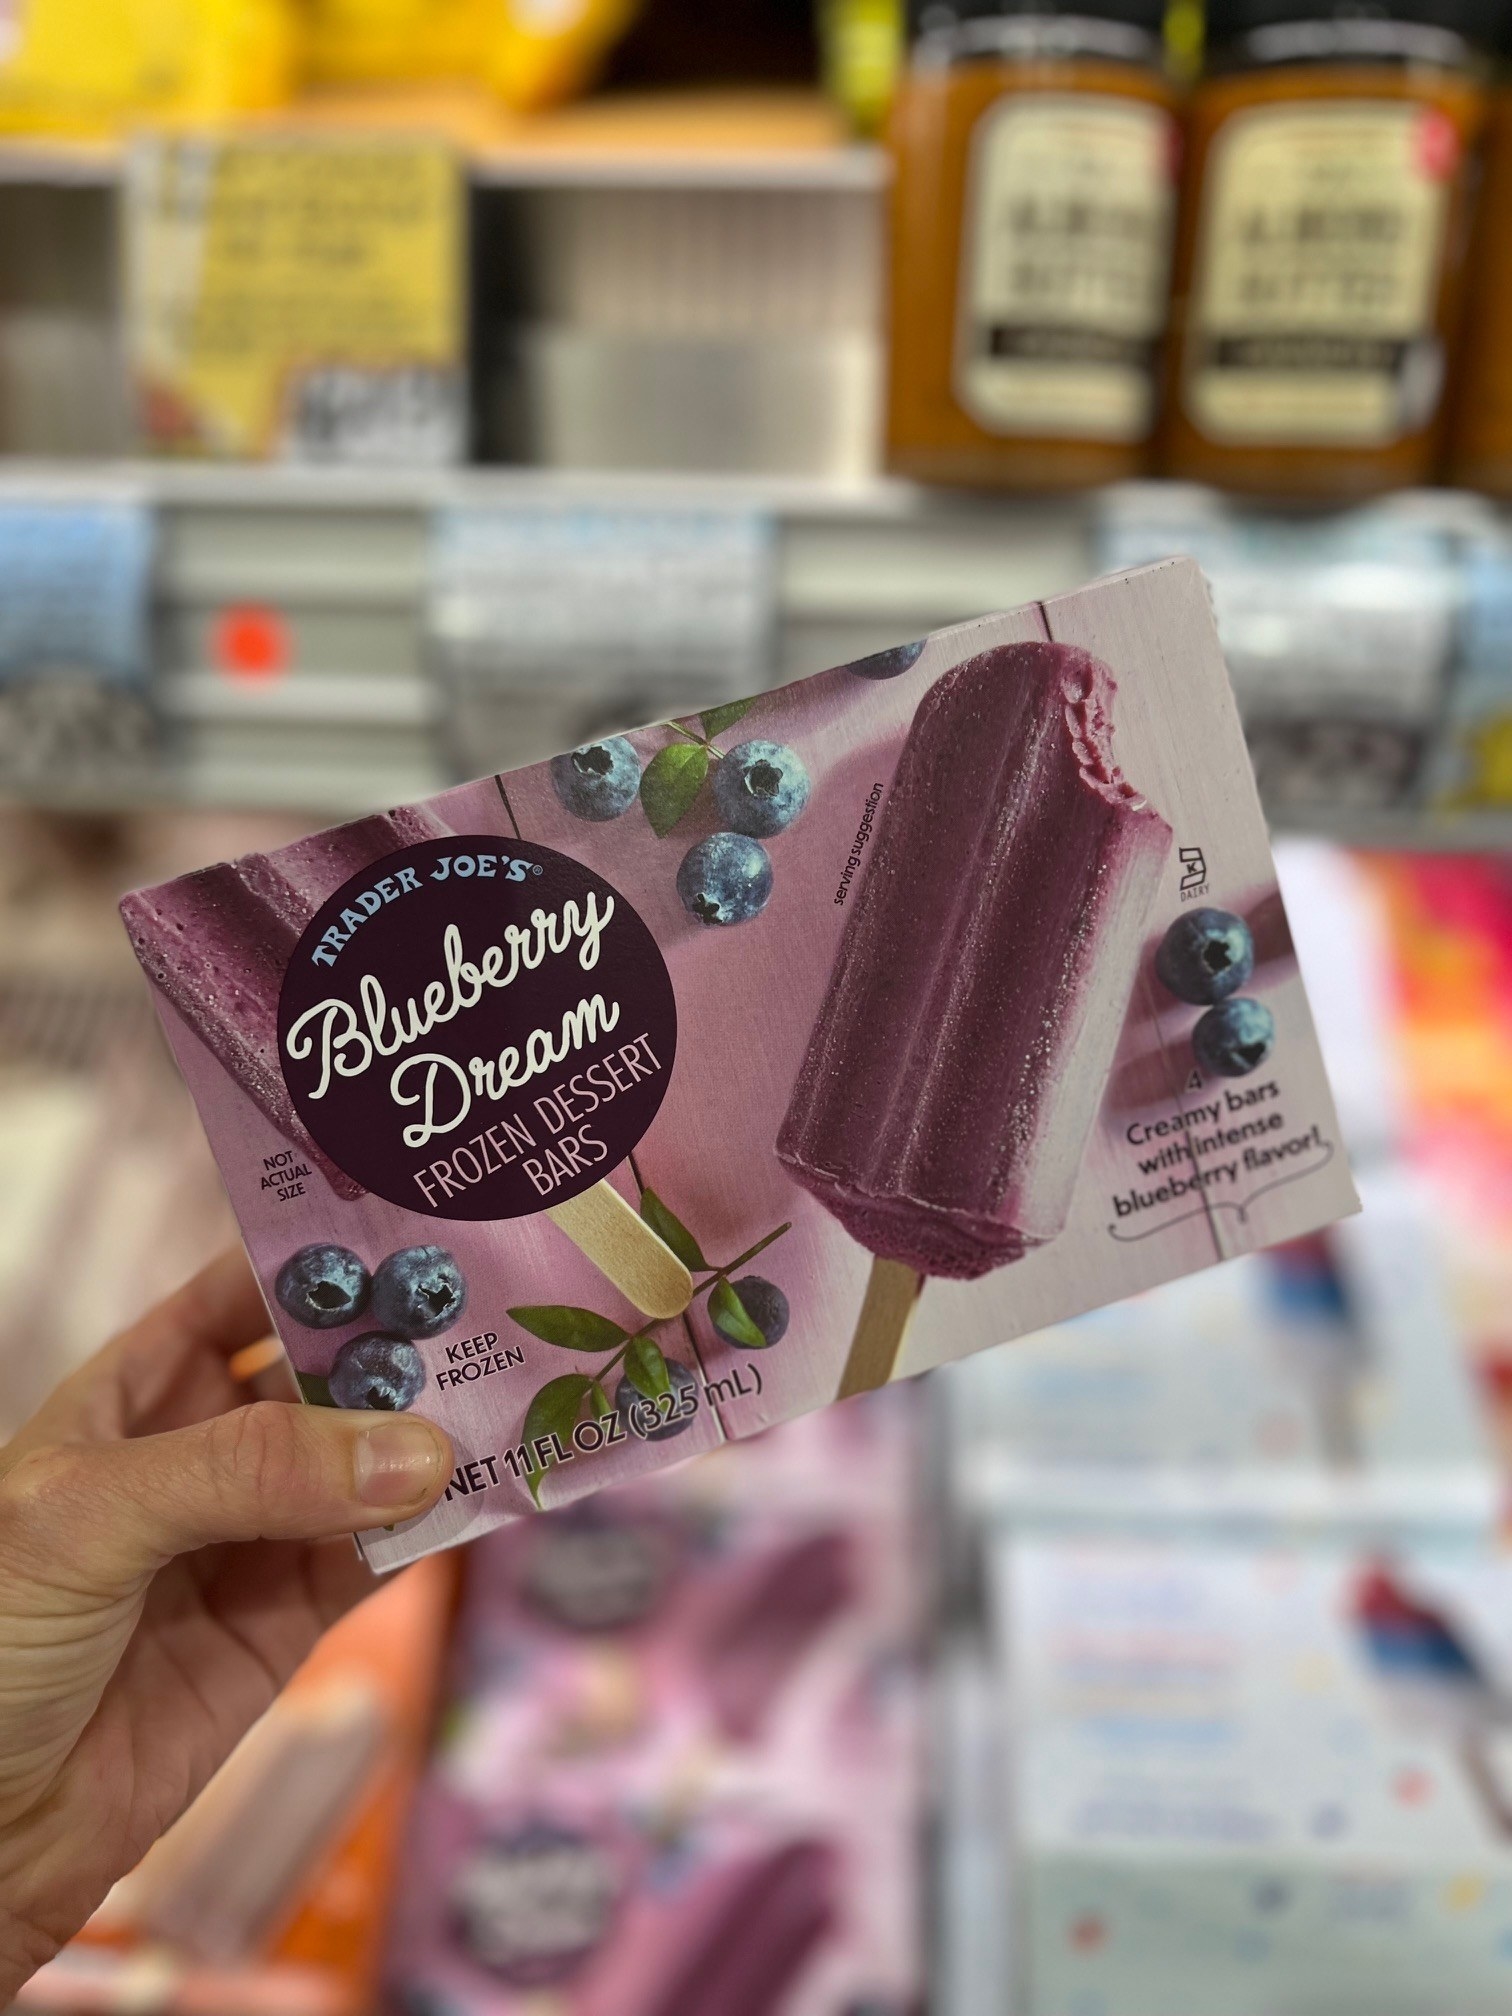 TRADER JOE'S®
Blueberry
Dream
FROZEN DESSERT
BARS
NOT
ACTUAL
SIZE
KEEP
FROZEN
NET 11 FL OZ (325 mL)
serving suggestion
K
DAIRY
4
Creamy bars
with intense
blueberry flavor!